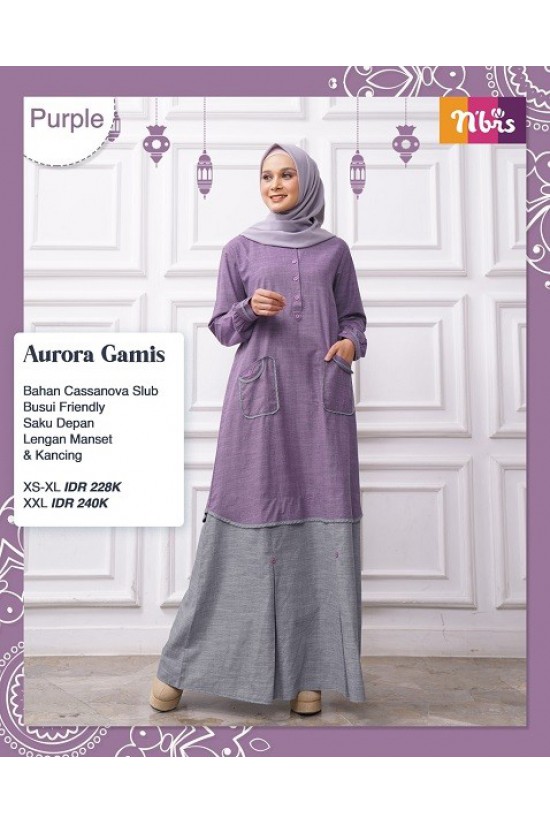 Purple
N'brs
Aurora Gamis
Bahan Cassanova Slub
Busui Friendly
Saku Depan
Lengan Manset
& Kancing
XS-XL IDR 228K
XXL IDR 240K